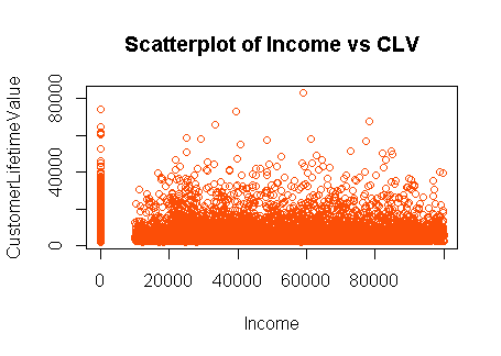 Scatterplot of Income vs CLV
CustomerLifetimeValue
80000
40000
0
0 20000 40000 60000 80000
Income